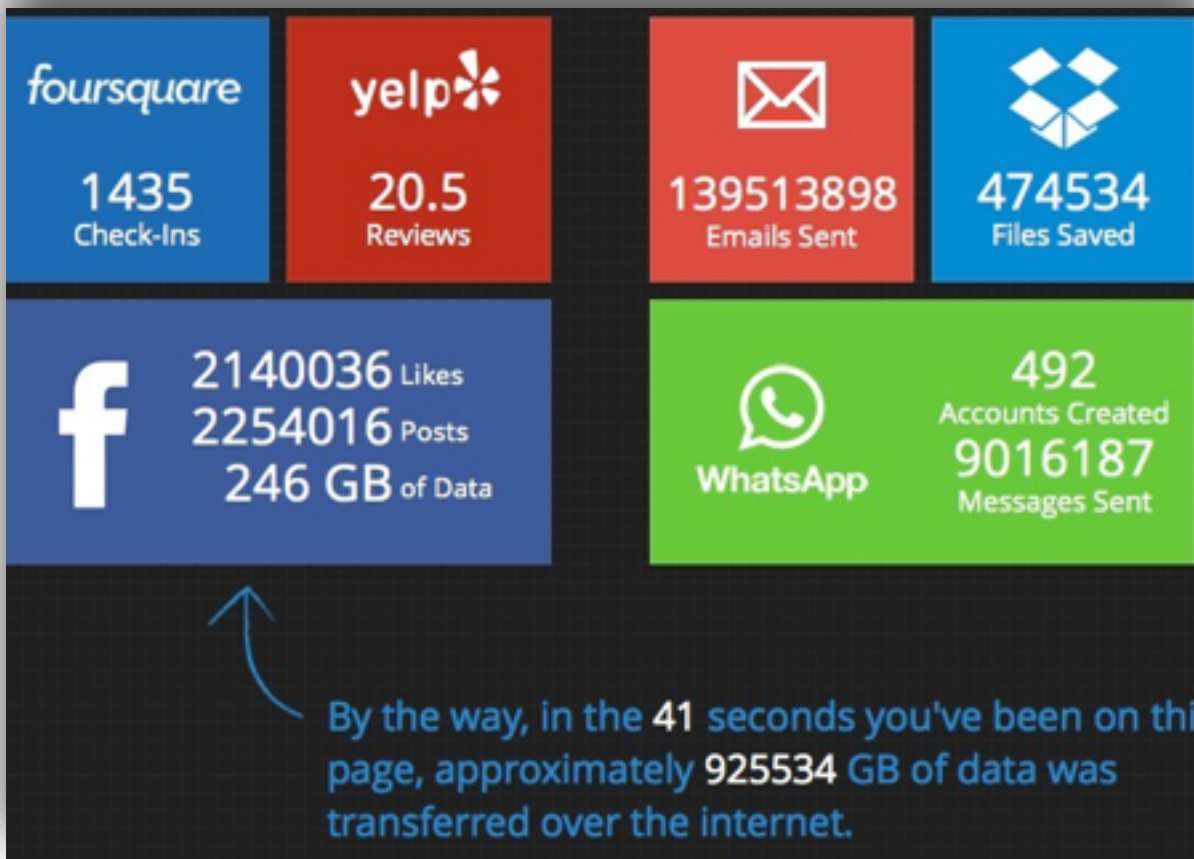 foursquare
1435
Check-Ins
yelp
20.5
Reviews
139513898
Emails Sent
474534
Files Saved
2140036 Likes
2254016 Posts
246 GB of Data
WhatsApp
492
Accounts Created
9016187
Messages Sent
By the way, in the 41 seconds you've been on thi
page, approximately 925534 GB of data was
transferred over the internet.